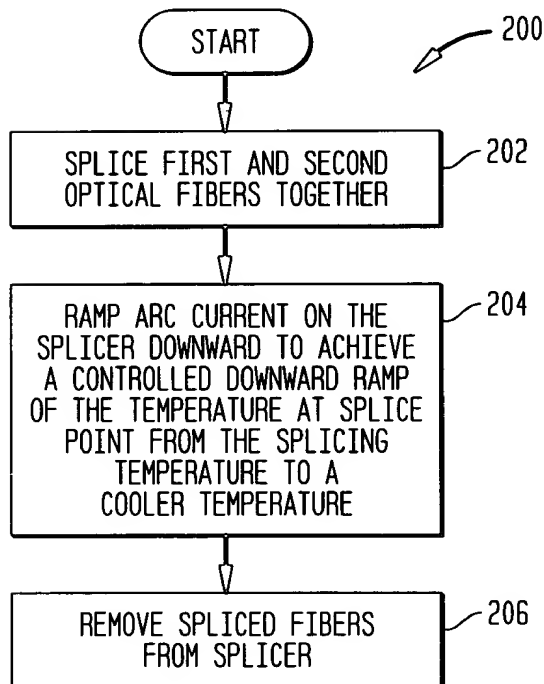 START
200
SPLICE FIRST AND SECOND
OPTICAL FIBERS TOGETHER
202
RAMP ARC CURRENT ON THE
SPLICER DOWNWARD TO ACHIEVE
A CONTROLLED DOWNWARD RAMP
OF THE TEMPERATURE AT SPLICE
POINT FROM THE SPLICING
TEMPERATURE TO A
COOLER TEMPERATURE
204
REMOVE SPLICED FIBERS
FROM SPLICER
206